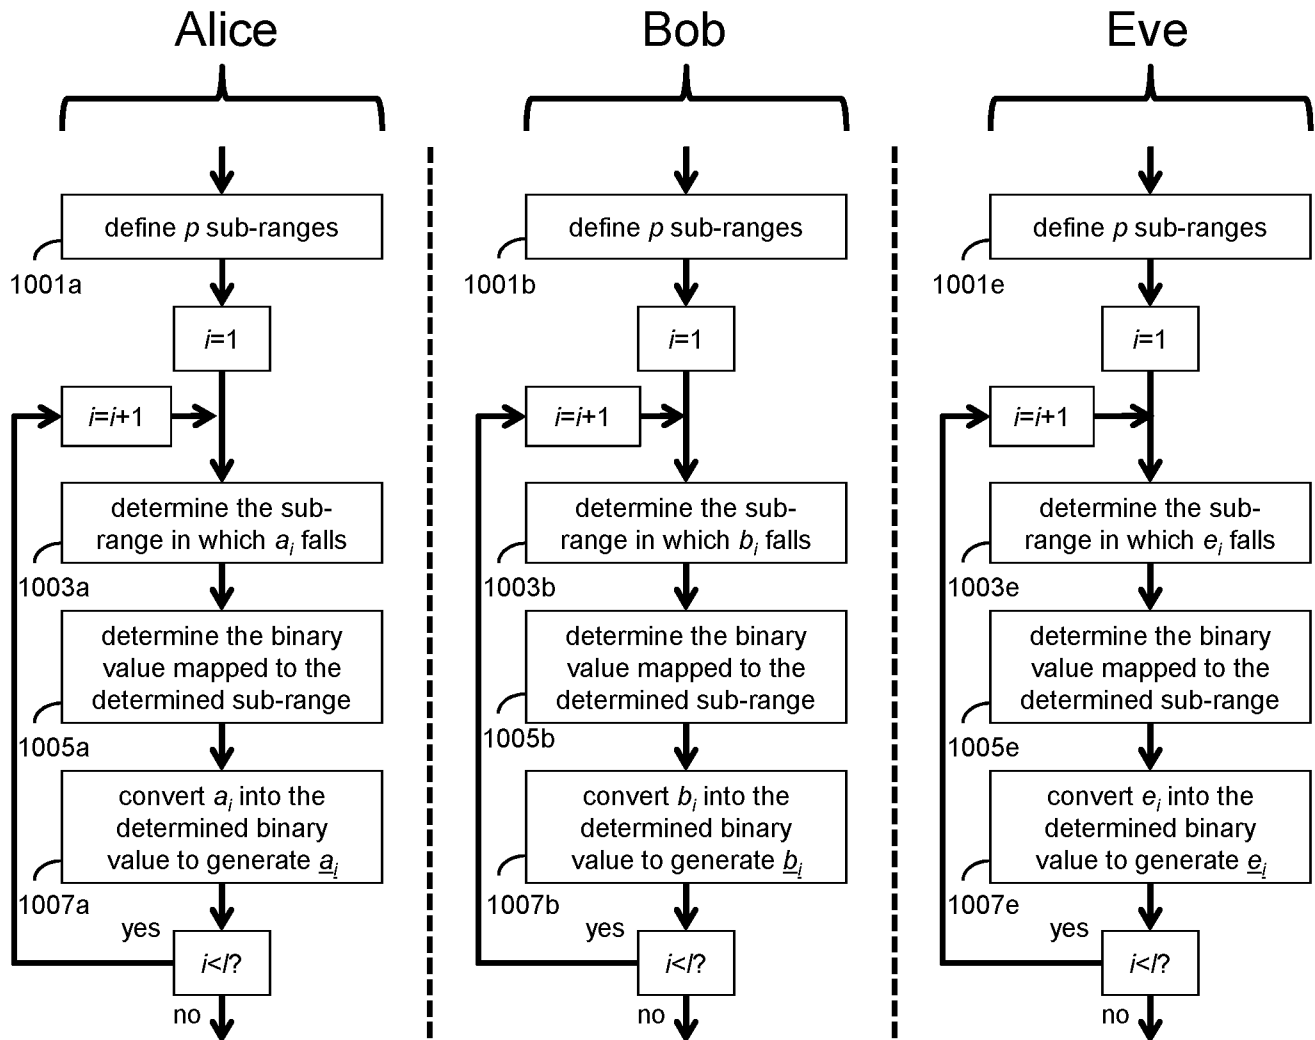 Alice
define p sub-ranges
1001a
i=1
i=i+1
determine the sub-
range in which aᵢ falls
1003a
determine the binary
value mapped to the
determined sub-range
1005a
convert aᵢ into the
determined binary
value to generate aᵢ
1007a
yes
i<l?
no
Bob
define p sub-ranges
1001b
i=1
i=i+1
determine the sub-
range in which bᵢ falls
1003b
determine the binary
value mapped to the
determined sub-range
1005b
convert bᵢ into the
determined binary
value to generate bᵢ
1007b
yes
i<l?
no
Eve
define p sub-ranges
1001e
i=1
i=i+1
determine the sub-
range in which eᵢ falls
1003e
determine the binary
value mapped to the
determined sub-range
1005e
convert eᵢ into the
determined binary
value to generate eᵢ
1007e
yes
i<l?
no